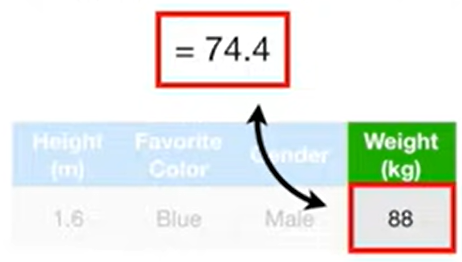 = 74.4
Height (m) Favorite Color Gender Weight (kg)
1.6 Blue Male 88